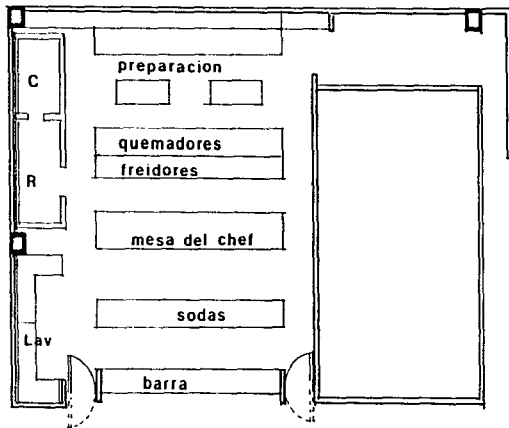 preparacion
C
quemadores
freidores
R
mesa del chef
sodas
Lav
barra